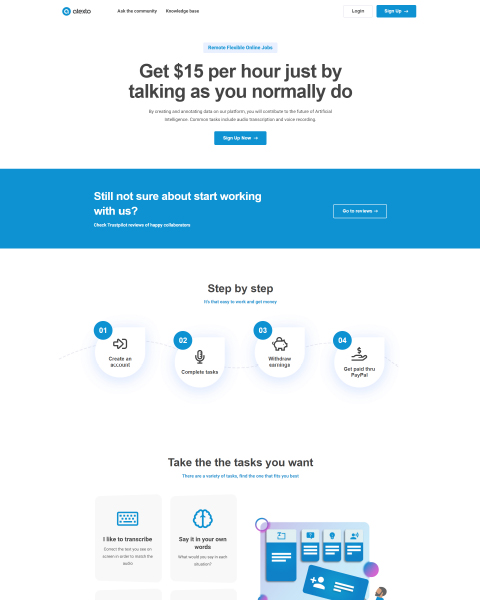 atexto
Ask the community
Knowledge base
Login
Sign Up →
Remote Flexible Online Jobs
Get $15 per hour just by
talking as you normally do
By creating and annotating data on our platform, you will contribute to the future of Artificial
Intelligence. Common tasks include audio transcription and voice recording.
Sign Up Now →
Still not sure about start working
with us?
Check Trustpilot reviews of happy collaborators
Go to reviews →
Step by step
It's that easy to work and get money
01
Create an
account
02
Complete tasks
03
Withdraw
earnings
04
Get paid thru
PayPal
Take the the tasks you want
There are a variety of tasks, find the one that fits you best
I like to transcribe
Correct the text you see on
screen in order to match the
audio
Say it in your own
words
What would you say in each
situation?